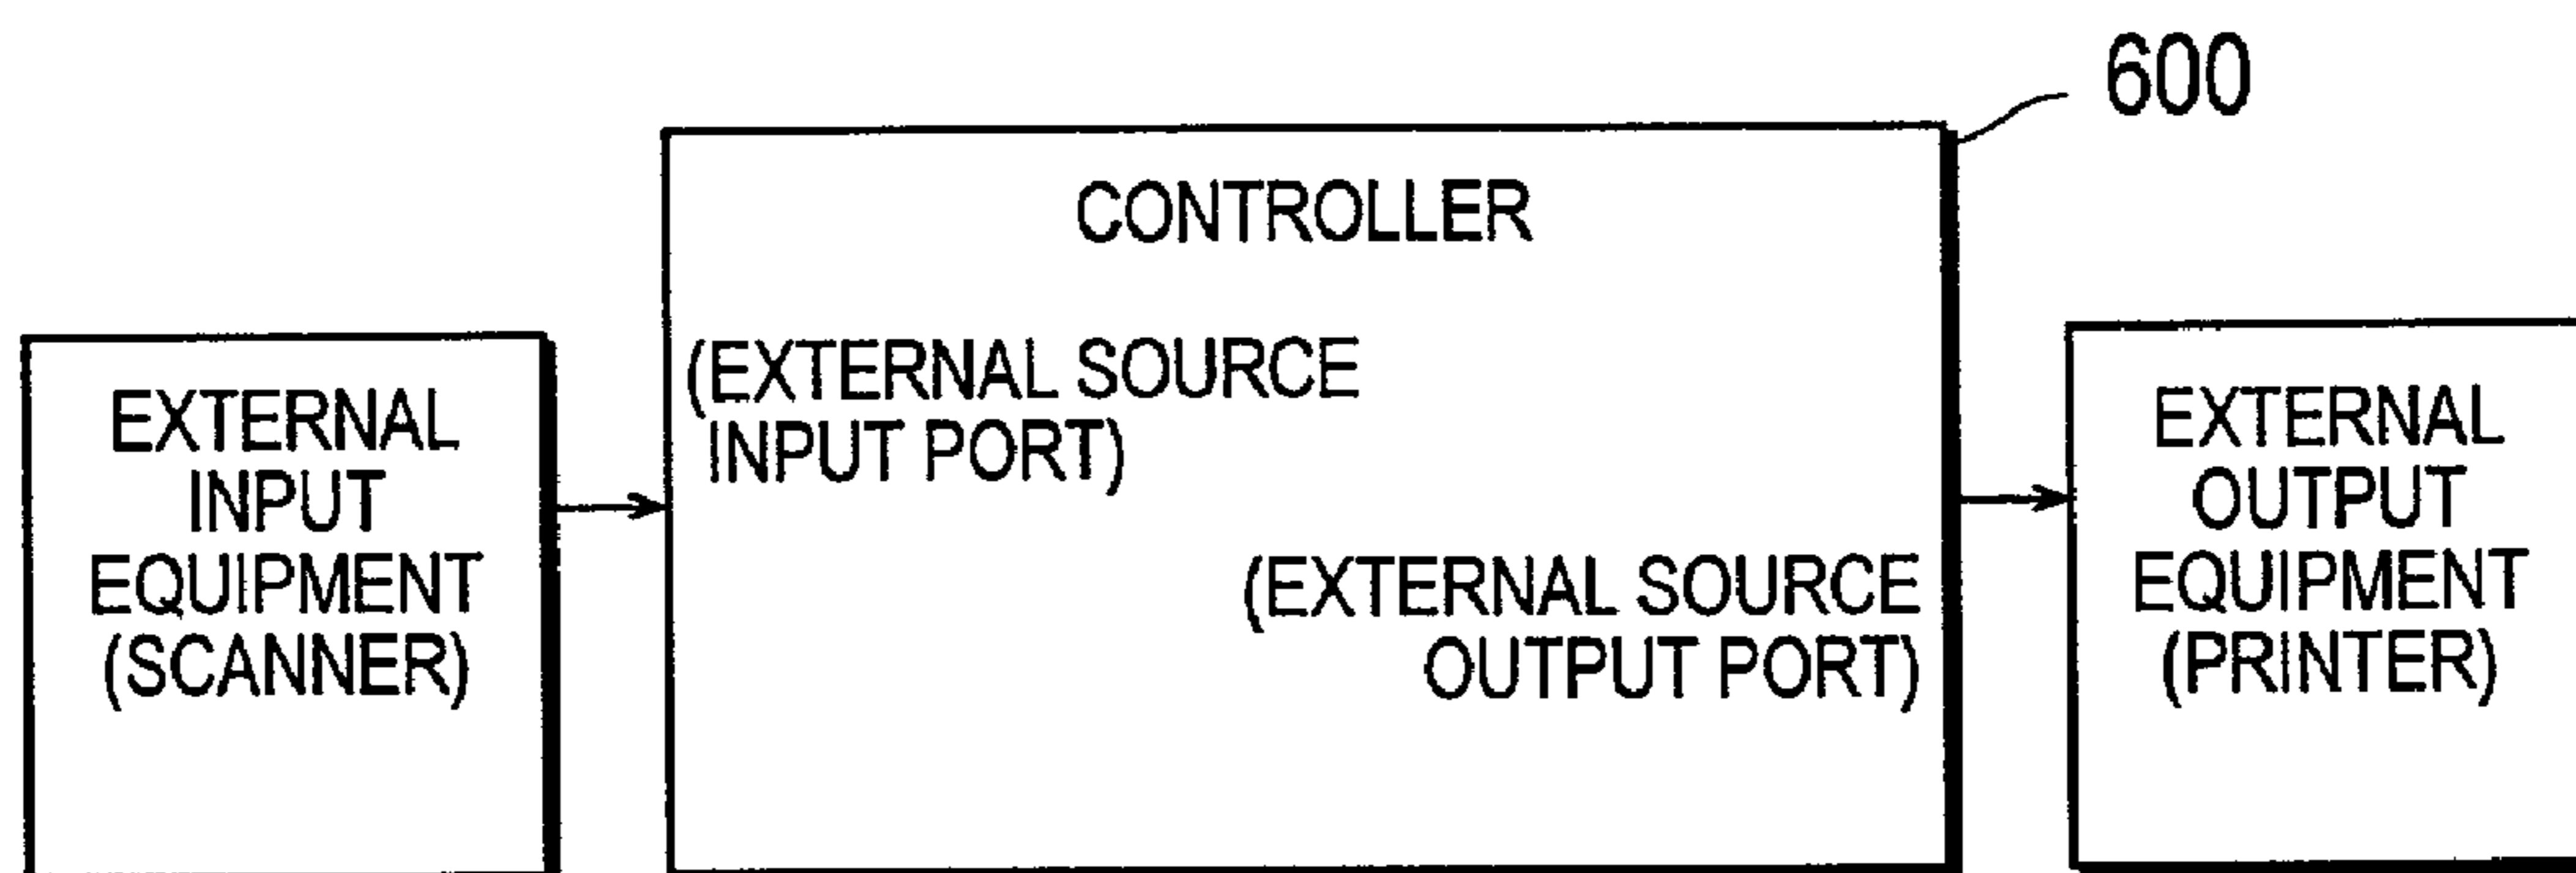 600
CONTROLLER
(EXTERNAL SOURCE
INPUT PORT)
(EXTERNAL SOURCE
OUTPUT PORT)
EXTERNAL
INPUT
EQUIPMENT
(SCANNER)
EXTERNAL
OUTPUT
EQUIPMENT
(PRINTER)